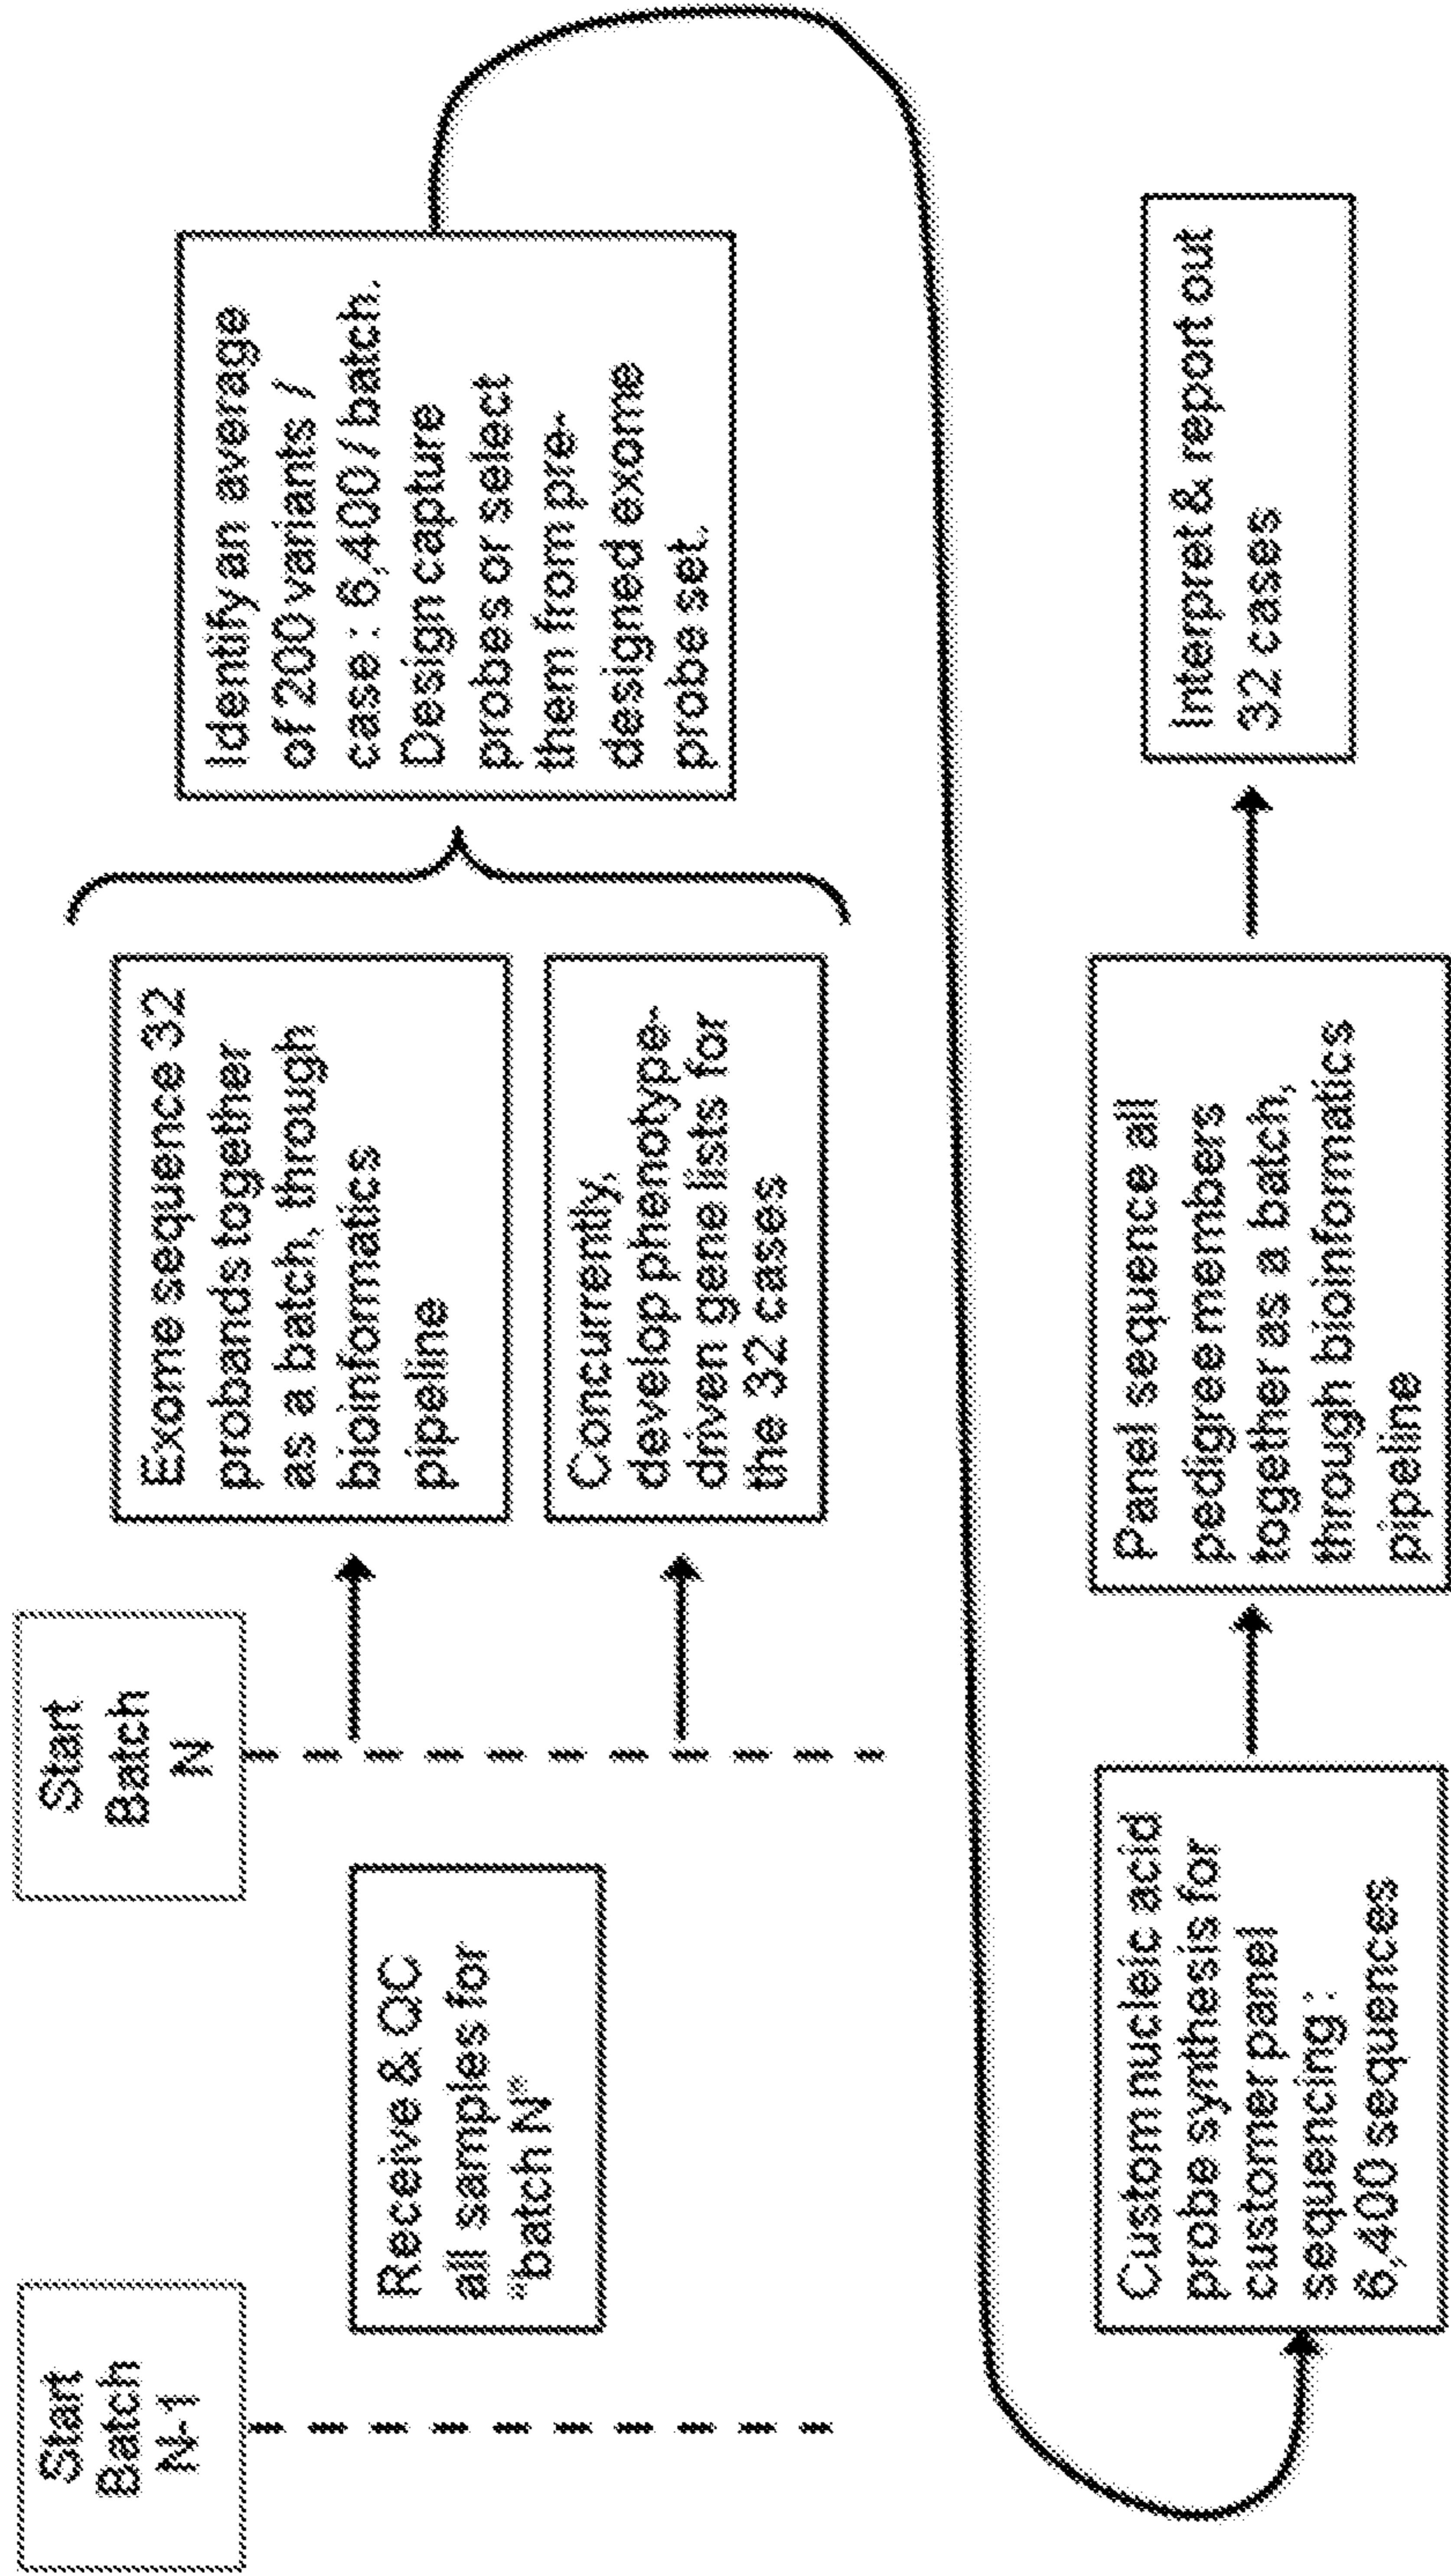 Start
Batch
N-1
Start
Batch
N
Receive & QC
all samples for
"batch N"
Exome sequence 32
probands together
as a batch, through
bioinformatics
pipeline
Concurrently,
develop phenotype-
driven gene lists for
the 32 cases
Identify an average
of 200 variants /
case : 6,400 / batch.
Design capture
probes or select
them from pre-
designed exome
probe set.
Custom nucleic acid
probe synthesis for
customer panel
sequencing :
6,400 sequences
Panel sequence all
pedigree members
together as a batch,
through bioinformatics
pipeline
Interpret & report out
32 cases